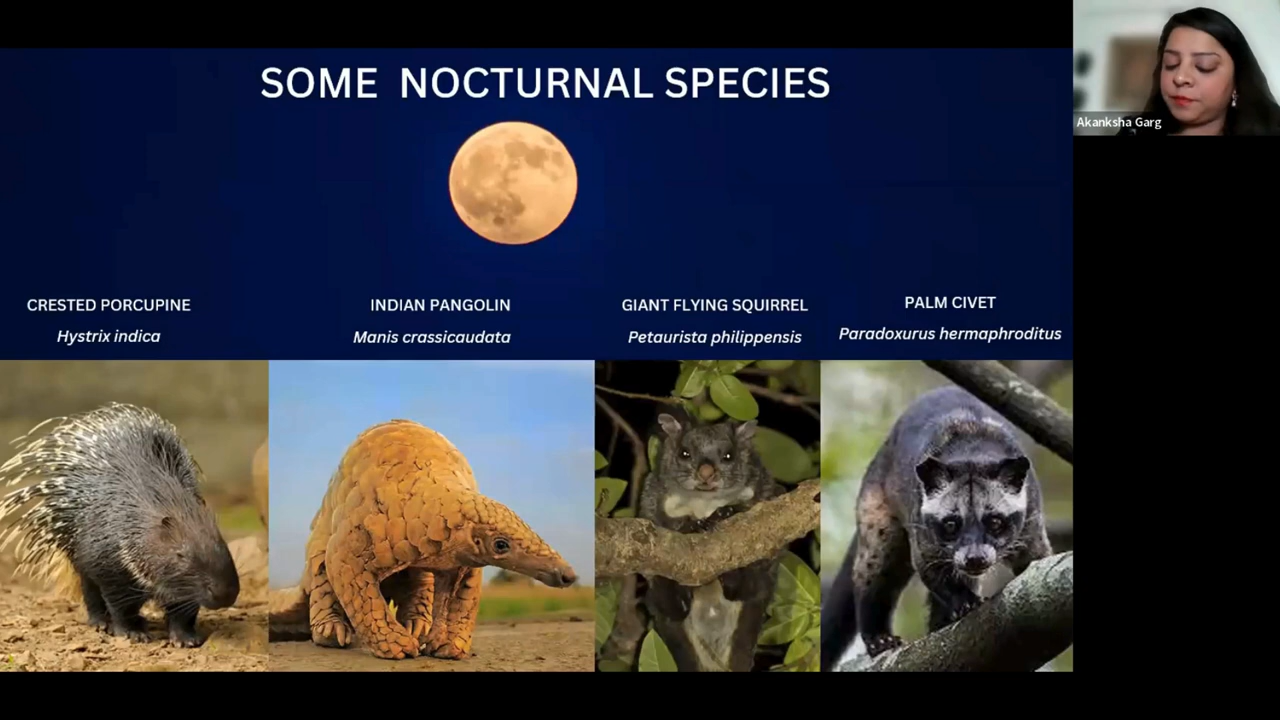 SOME NOCTURNAL SPECIES
Akanksha Garg
CRESTED PORCUPINE
Hystrix indica
INDIAN PANGOLIN
Manis crassicaudata
GIANT FLYING SQUIRREL
Petaurista philippensis
PALM CIVET
Paradoxurus hermaphroditus